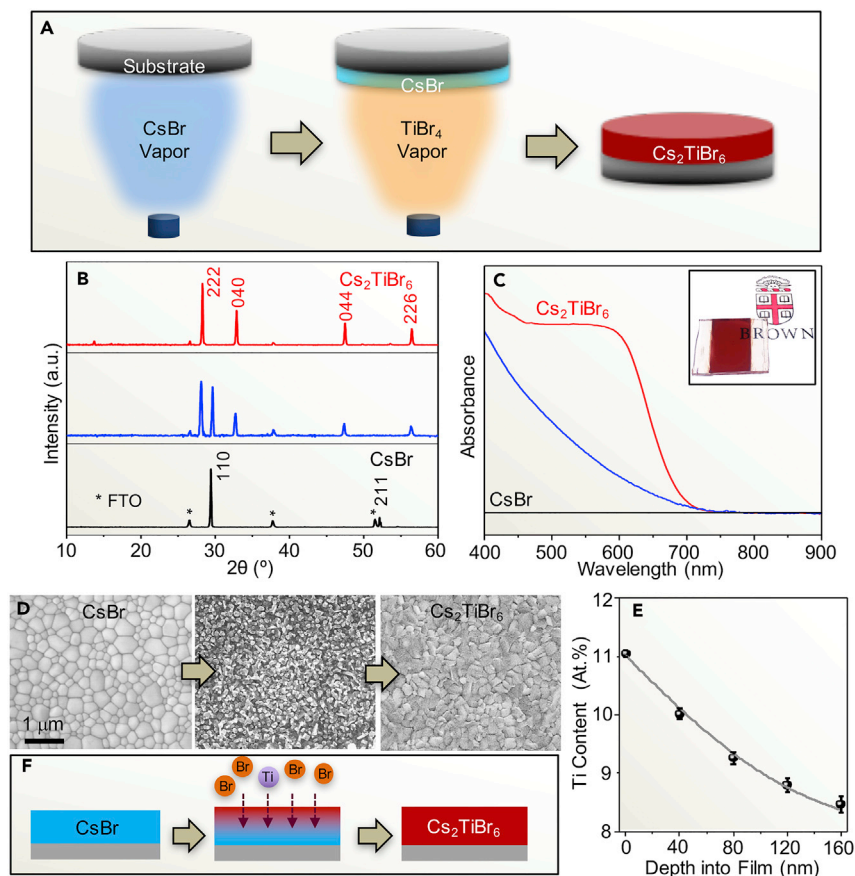 A
Substrate
CsBr
Vapor
CsBr
TiBr₄
Vapor
Cs₂TiBr₆
B
222
040
Cs₂TiBr₆
044
226
110
CsBr
211
* FTO
*
*
*
Intensity (a.u.)
10 20 30 40 50 60
2θ (º)
C
Cs₂TiBr₆
BROWN
CsBr
Absorbance
400 500 600 700 800 900
Wavelength (nm)
D
CsBr
Cs₂TiBr₆
1 μm
E
12
11
10
9
8
Ti Content (At.%)
0 40 80 120 160
Depth into Film (nm)
F
Br
Br
Ti
Br
Br
CsBr
Cs₂TiBr₆